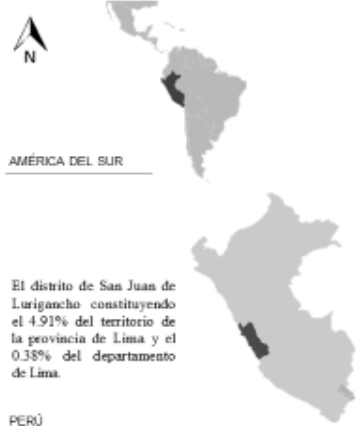 N
AMÉRICA DEL SUR
El distrito de San Juan de
Lurigancho constituyendo
el 4.91% del territorio de
la provincia de Lima y el
0.38% del departamento
de Lima.
PERÚ